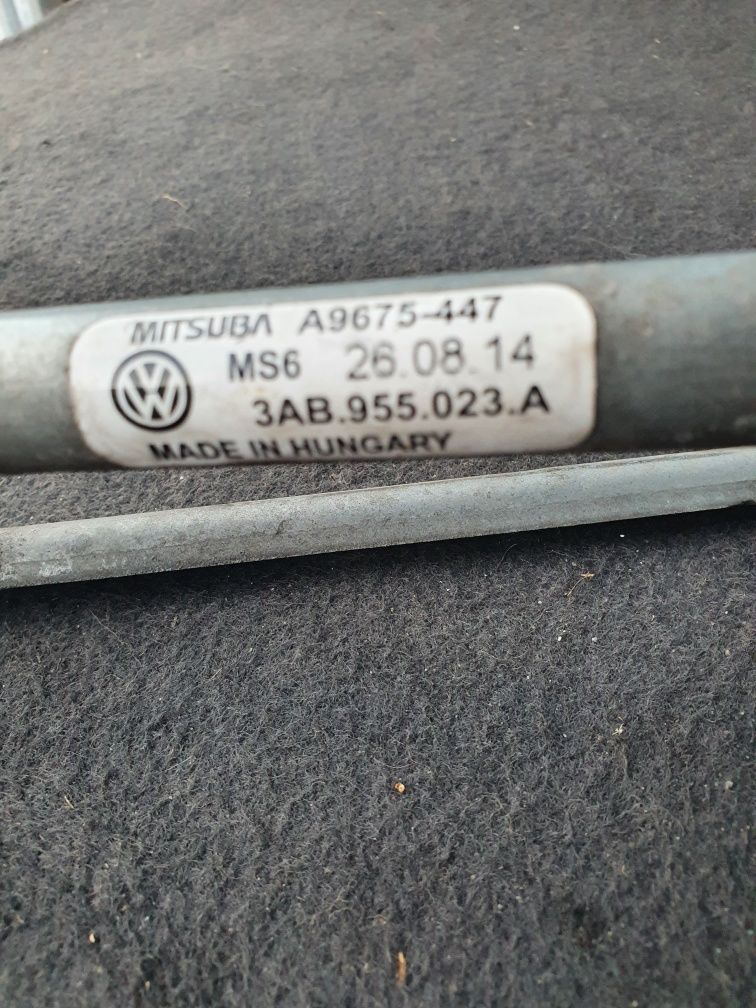 MITSUBA A9675-447
MS6 26.08.14
3AB.955.023.A
MADE IN HUNGARY